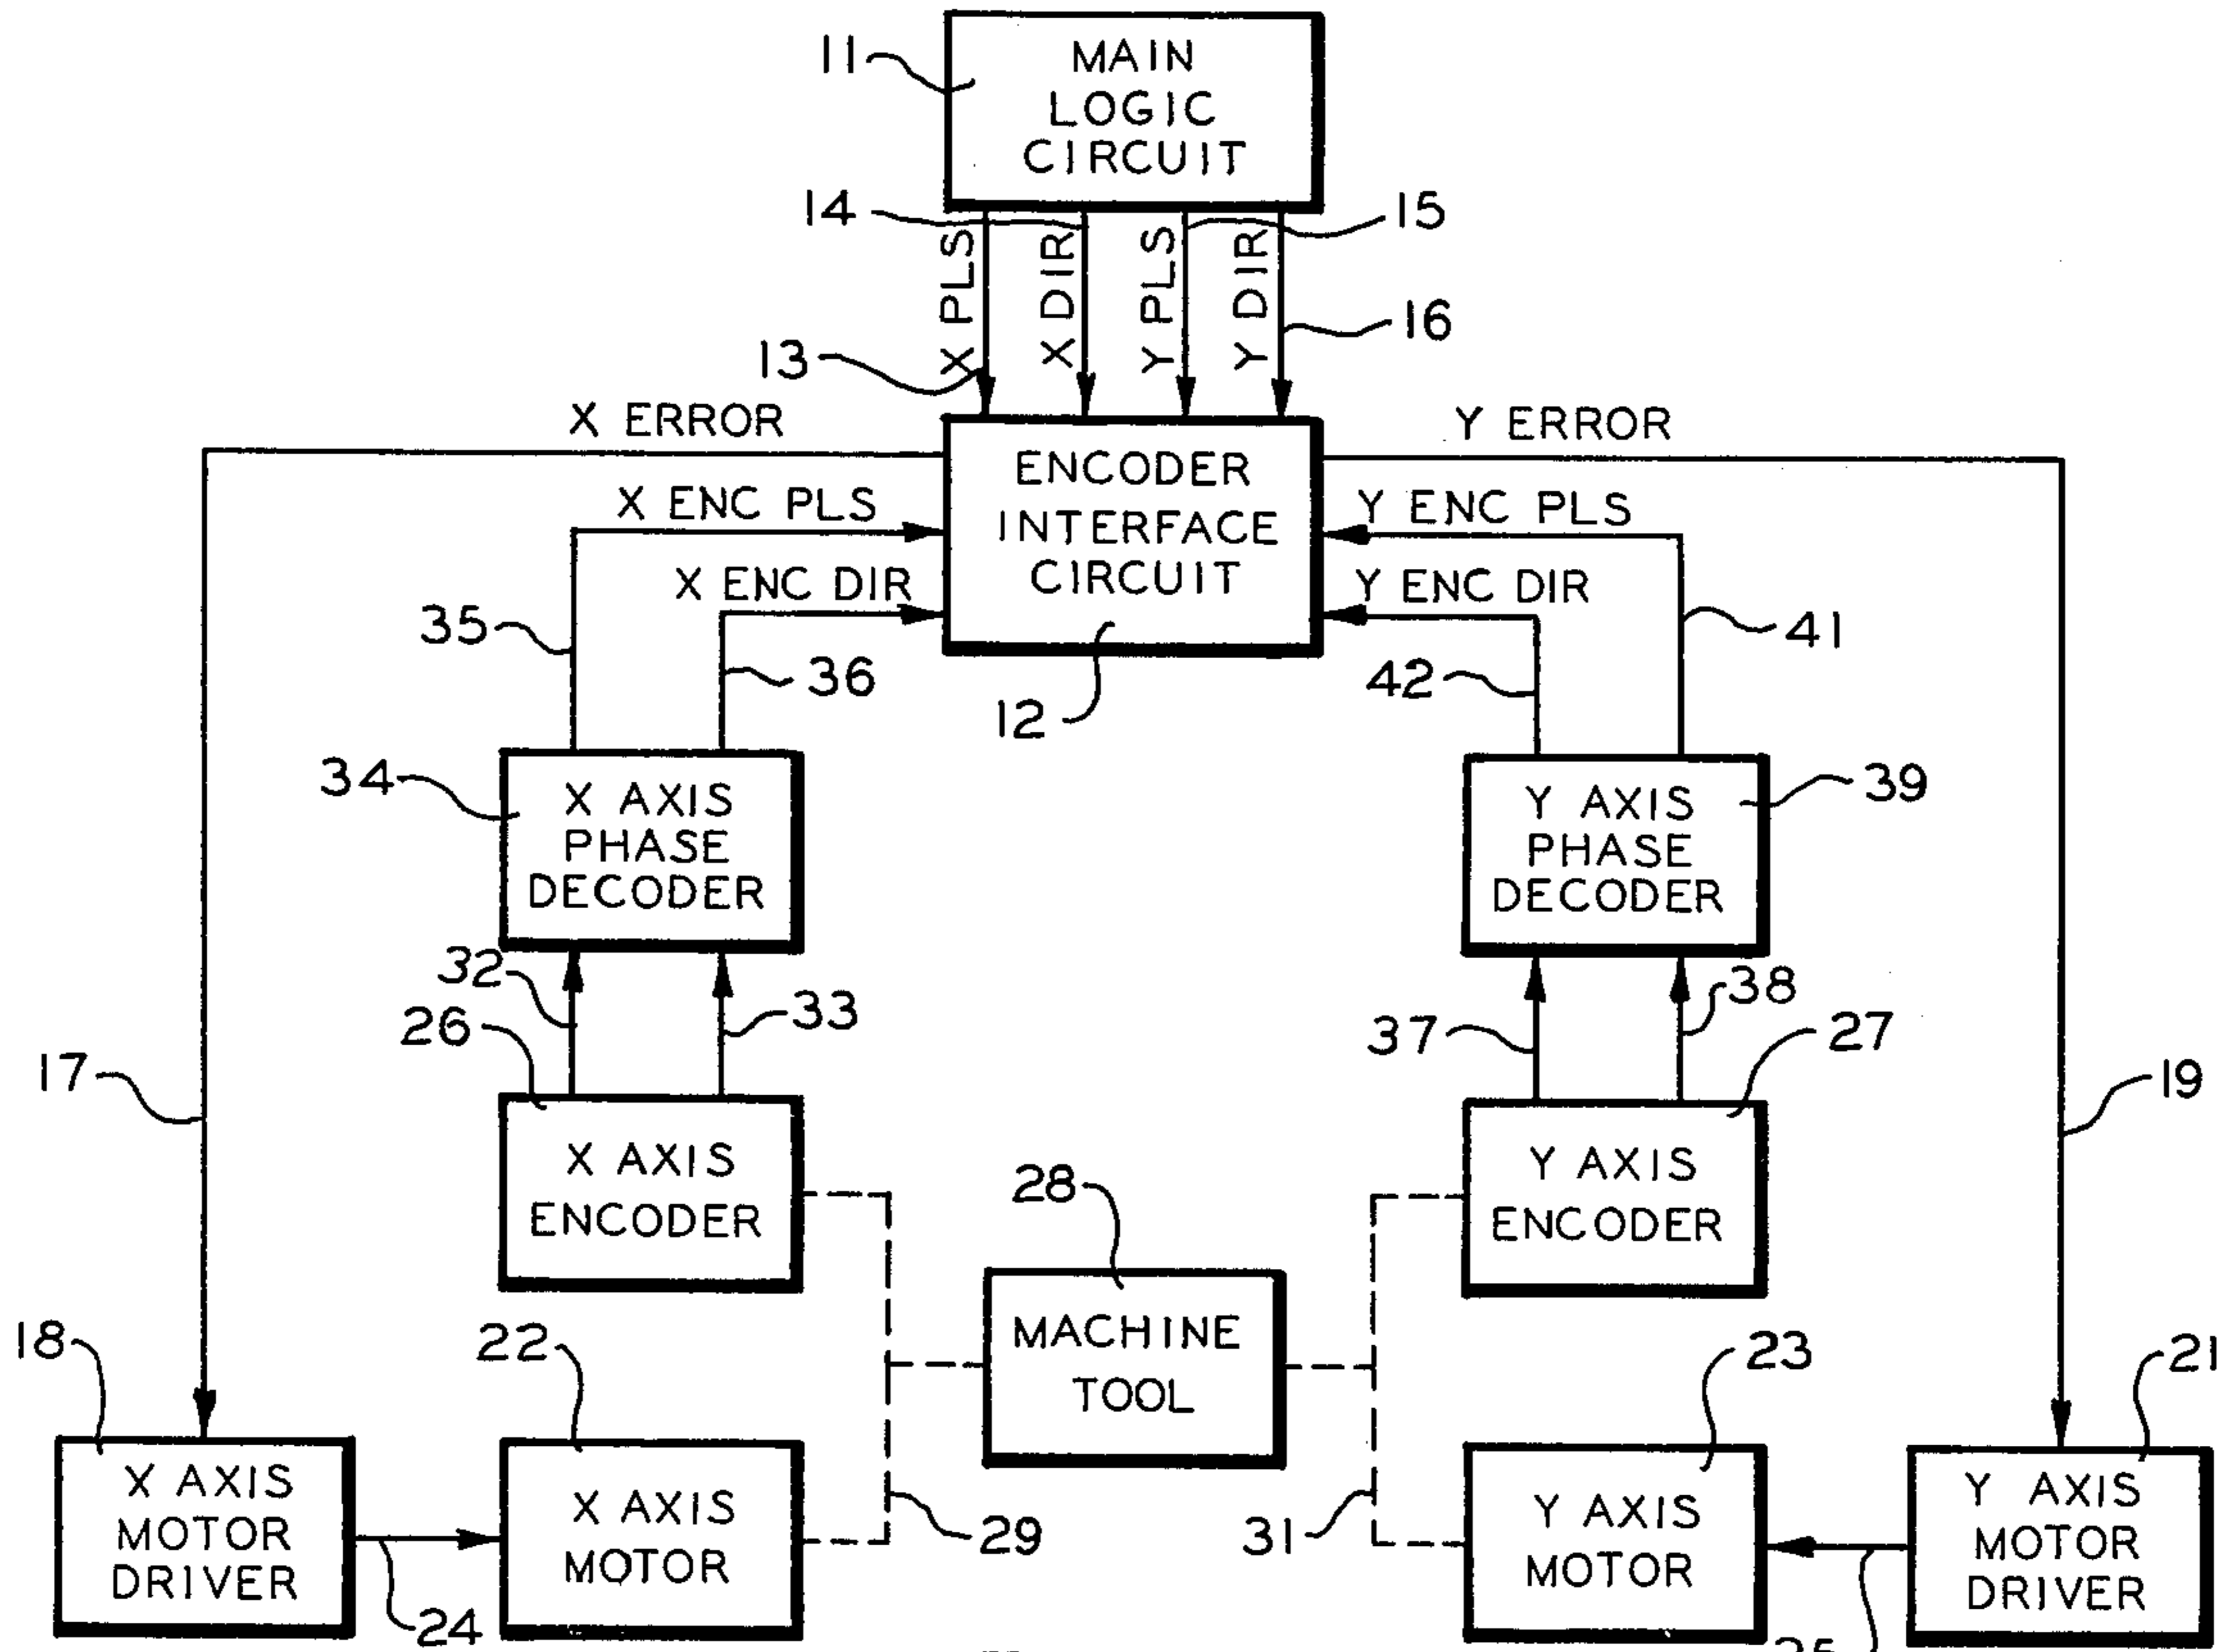 11
MAIN
LOGIC
CIRCUIT
14
15
X PLS
X DIR
Y PLS
Y DIR
16
13
X ERROR
Y ERROR
ENCODER
INTERFACE
CIRCUIT
X ENC PLS
Y ENC PLS
X ENC DIR
Y ENC DIR
35
36
41
42
12
34
X AXIS
PHASE
DECODER
39
Y AXIS
PHASE
DECODER
32
33
38
37
26
27
17
19
X AXIS
ENCODER
Y AXIS
ENCODER
28
MACHINE
TOOL
18
22
23
21
X AXIS
MOTOR
DRIVER
X AXIS
MOTOR
29
31
Y AXIS
MOTOR
Y AXIS
MOTOR
DRIVER
24